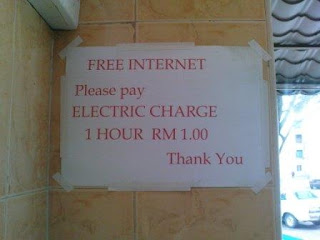 FREE INTERNET
Please pay
ELECTRIC CHARGE
1 HOUR RM 1.00
Thank You